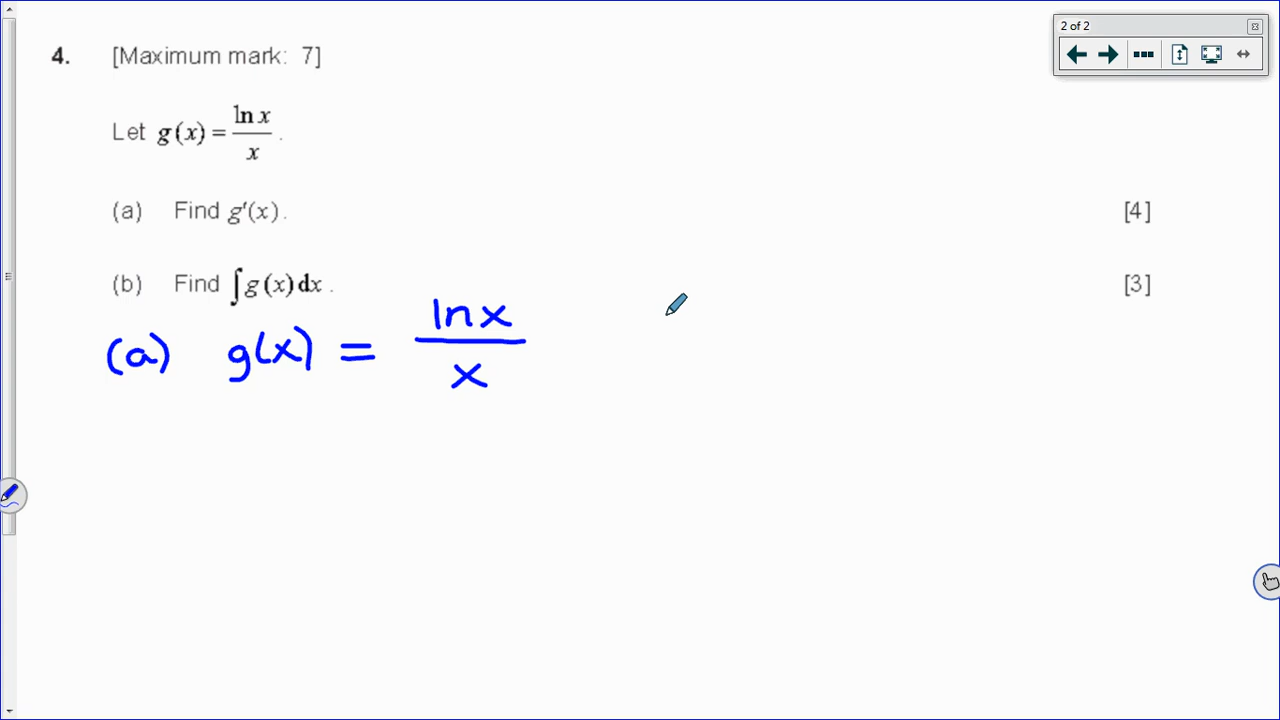 2 of 2
4. [Maximum mark: 7]
Let g(x) = ln x / x .
(a) Find g′(x). [4]
(b) Find ∫g(x)dx . [3]
(a) g(x) = ln x / x